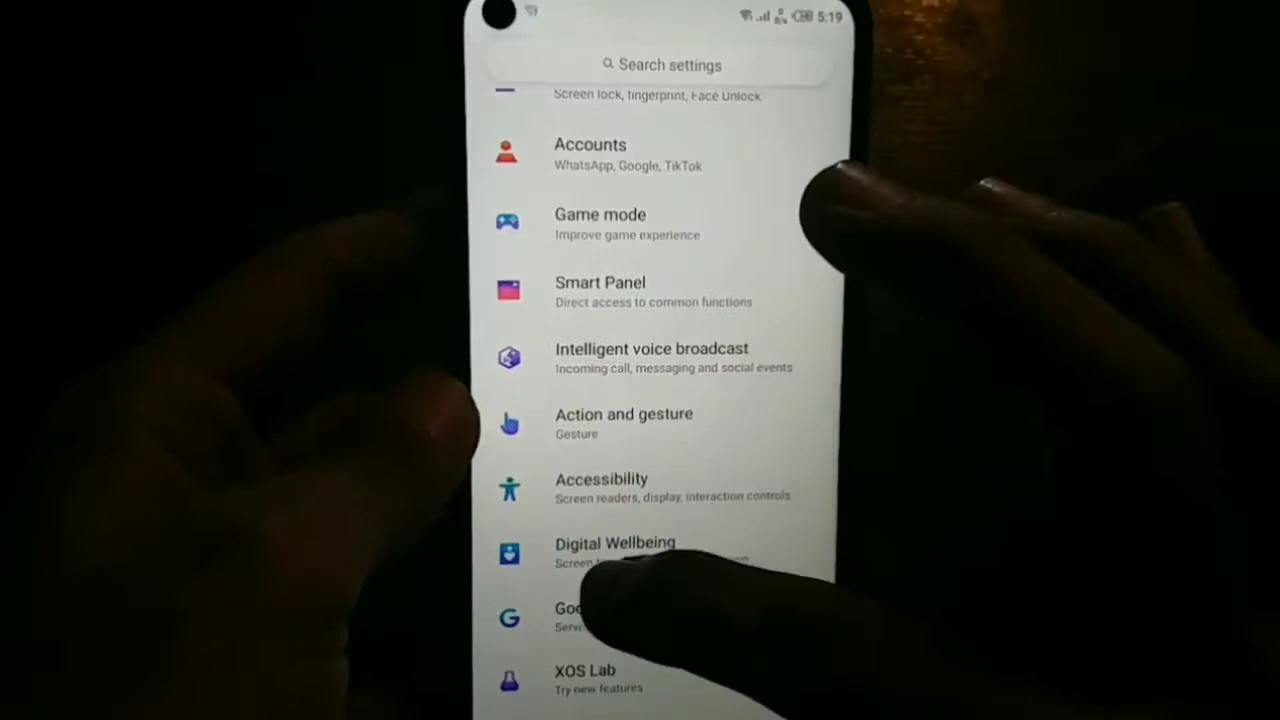 5:19
Search settings
Screen lock, fingerprint, Face Unlock
Accounts
WhatsApp, Google, TikTok
Game mode
Improve game experience
Smart Panel
Direct access to common functions
Intelligent voice broadcast
Incoming call, messaging and social events
Action and gesture
Gesture
Accessibility
Screen readers, display, interaction controls
Digital Wellbeing
Screen
XOS Lab
Try new features